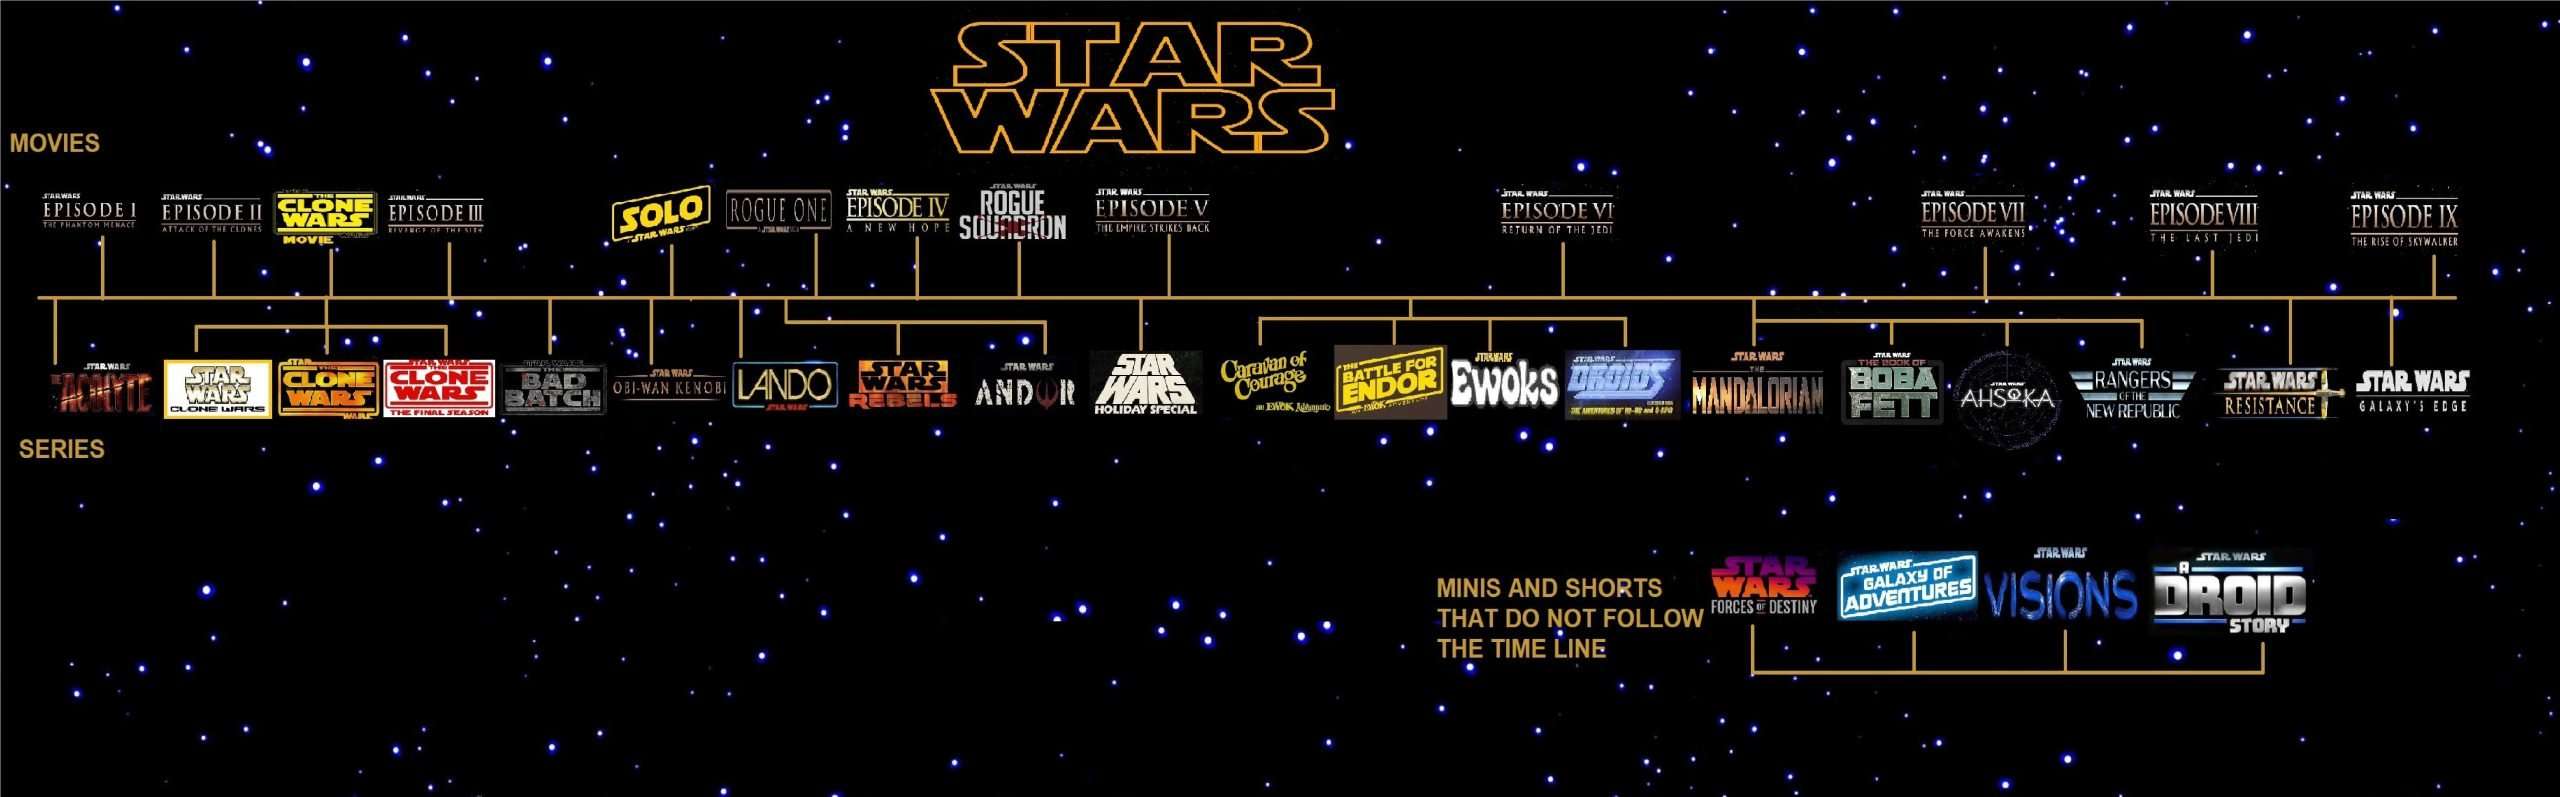 STAR
WARS
MOVIES
STAR WARS
EPISODE I
THE PHANTOM MENACE
STAR WARS
EPISODE II
ATTACK OF THE CLONES
THE
CLONE
WARS
MOVIE
STAR WARS
EPISODE III
REVENGE OF THE SITH
SOLO
A STAR WARS
ROGUE ONE
A STAR WARS
STAR WARS
EPISODE IV
A NEW HOPE
STAR WARS
ROGUE
SQUADRON
STAR WARS
EPISODE V
THE EMPIRE STRIKES BACK
STAR WARS
EPISODE VI
RETURN OF THE JEDI
STAR WARS
EPISODE VII
THE FORCE AWAKENS
STAR WARS
EPISODE VIII
THE LAST JEDI
STAR WARS
EPISODE IX
THE RISE OF SKYWALKER
STAR WARS
THE
ACOLYTE
STAR
WARS
CLONE WARS
STAR
THE
CLONE
WARS
STAR WARS
THE
CLONE
WARS
THE FINAL SEASON
STAR WARS
THE
BAD
BATCH
STAR WARS
OBI-WAN KENOBI
LANDO
STAR WARS
STAR
WARS
REBELS
STAR WARS
ANDOR
STAR
WARS
HOLIDAY SPECIAL
Caravan of
Courage
an EWOK Adventure
THE
BATTLE FOR
ENDOR
an EWOK ADVENTURE
STAR WARS
Ewoks
STAR WARS
DROIDS
THE ADVENTURES OF R2-D2 and C-3PO
STAR WARS
THE
MANDALORIAN
STAR WARS
THE BOOK OF
BOBA
FETT
STAR WARS
AHSOKA
STAR WARS
RANGERS
OF THE
NEW REPUBLIC
STAR WARS
RESISTANCE
STAR WARS
GALAXY'S EDGE
SERIES
MINIS AND SHORTS
THAT DO NOT FOLLOW
THE TIME LINE
STAR
WARS
FORCES OF DESTINY
STAR WARS
GALAXY OF
ADVENTURES
STAR WARS
VISIONS
STAR WARS
A
DROID
STORY